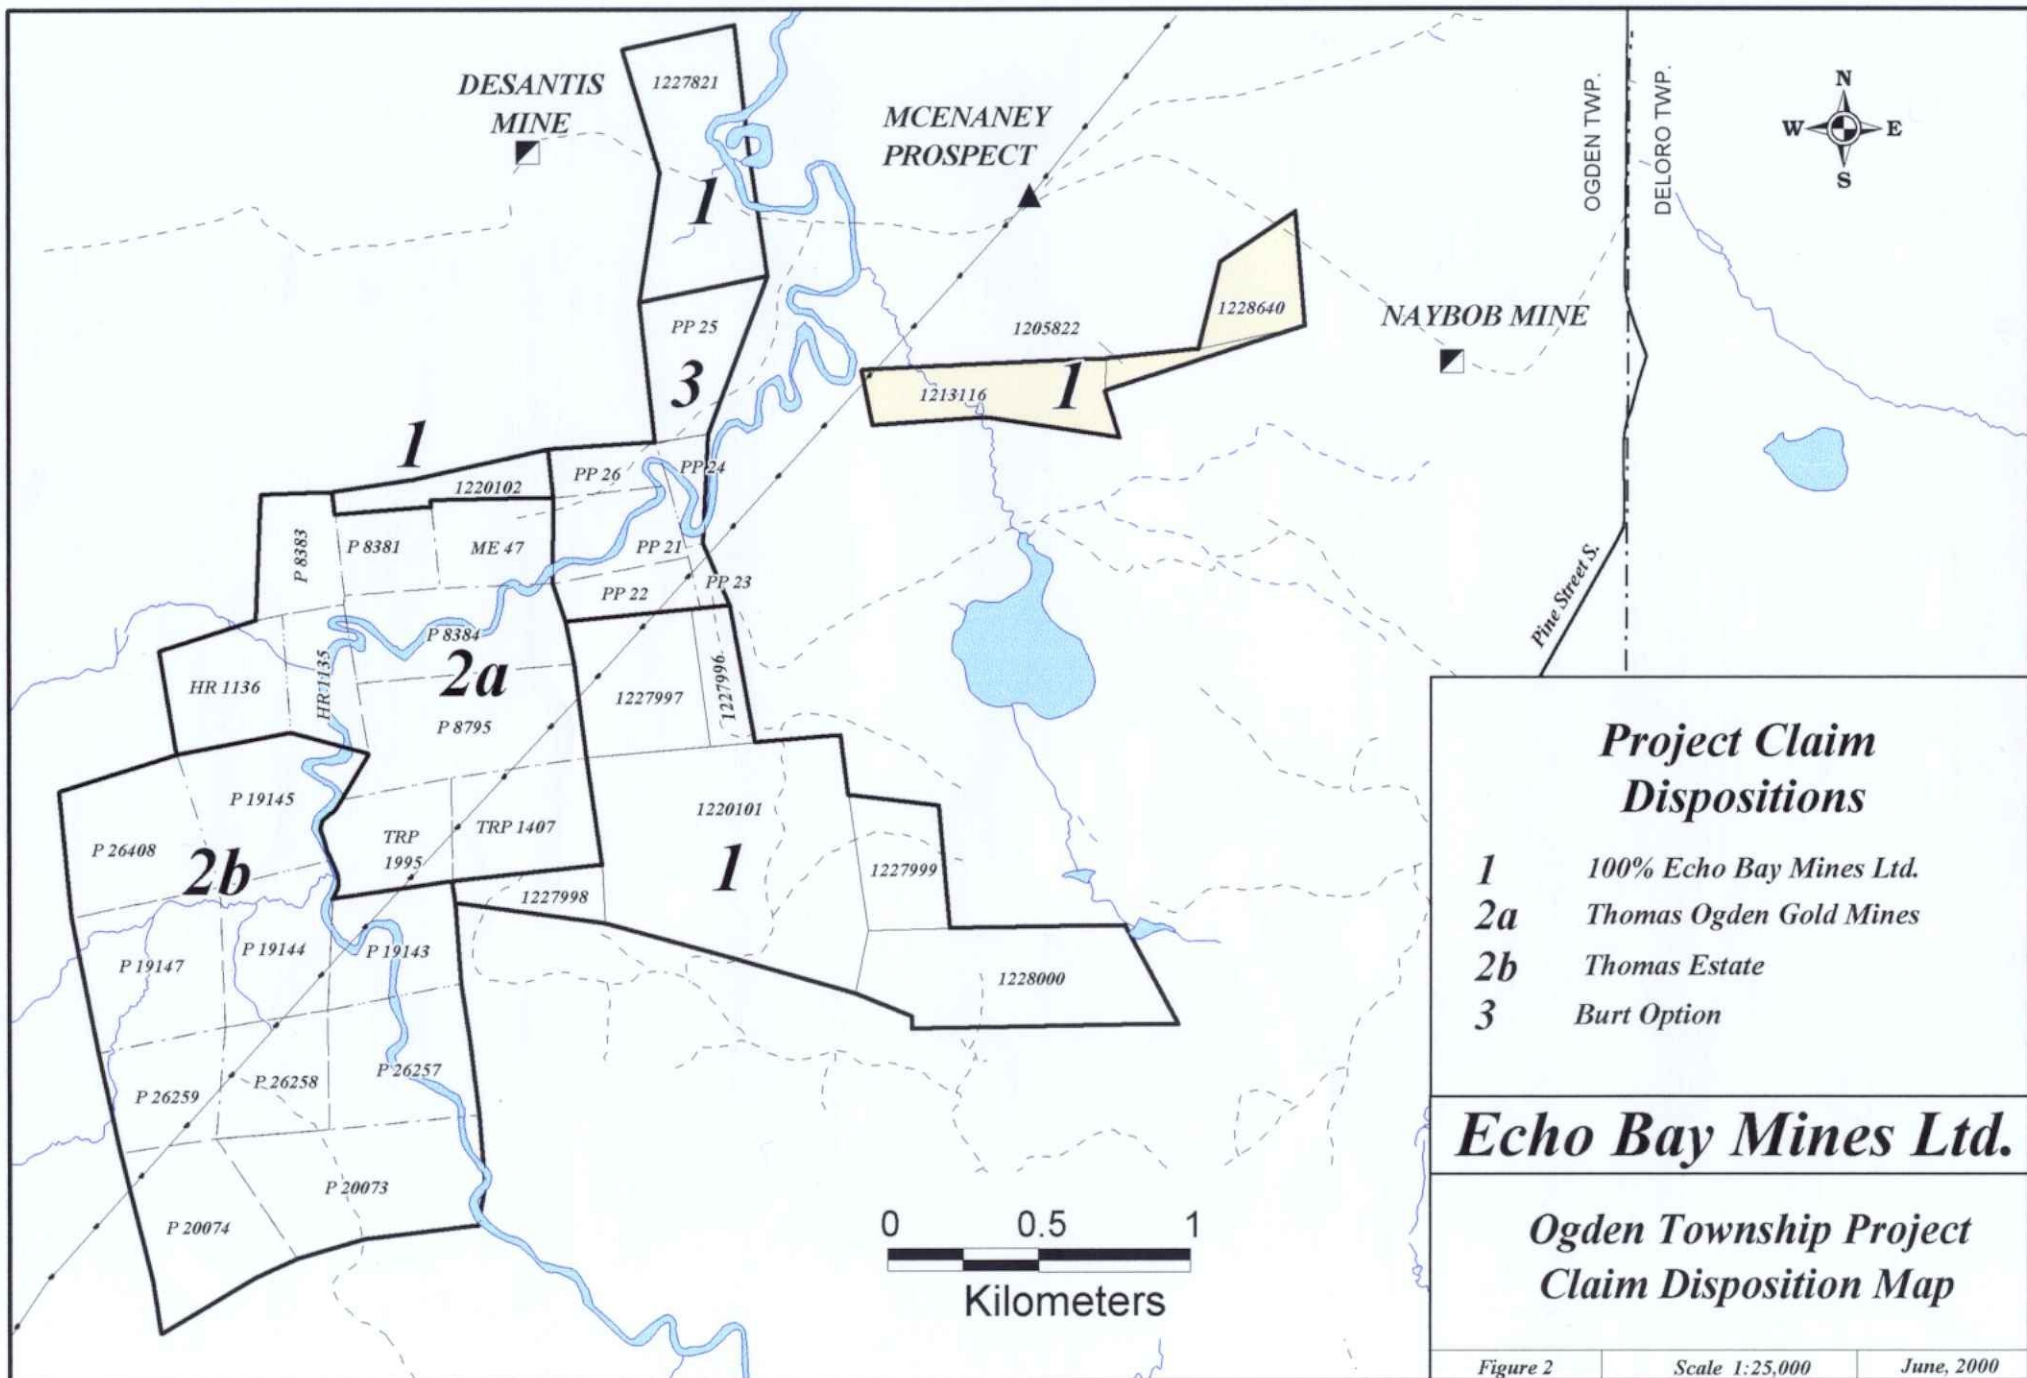 1227821
DESANTIS
MINE
MCENANEY
PROSPECT
OGDEN TWP.
DELORO TWP.
N
W
E
S
1
PP 25
3
1205822
1228640
NAYBOB MINE
1213116
1
1
1220102
PP 26
PP 24
P 8383
P 8381
ME 47
PP 21
PP 22
PP 23
P 8384
HR 1136
HR 1135
2a
1227997
1227996
P 8795
Pine Street S.
P 19145
P 26408
2b
TRP
1995
TRP 1407
1220101
1
1227999
1227998
P 19147
P 19144
P 19143
1228000
P 26259
P 26258
P 26257
P 20073
P 20074
0 0.5 1
Kilometers
Project Claim
Dispositions
1 100% Echo Bay Mines Ltd.
2a Thomas Ogden Gold Mines
2b Thomas Estate
3 Burt Option
Echo Bay Mines Ltd.
Ogden Township Project
Claim Disposition Map
Figure 2 Scale 1:25,000 June, 2000